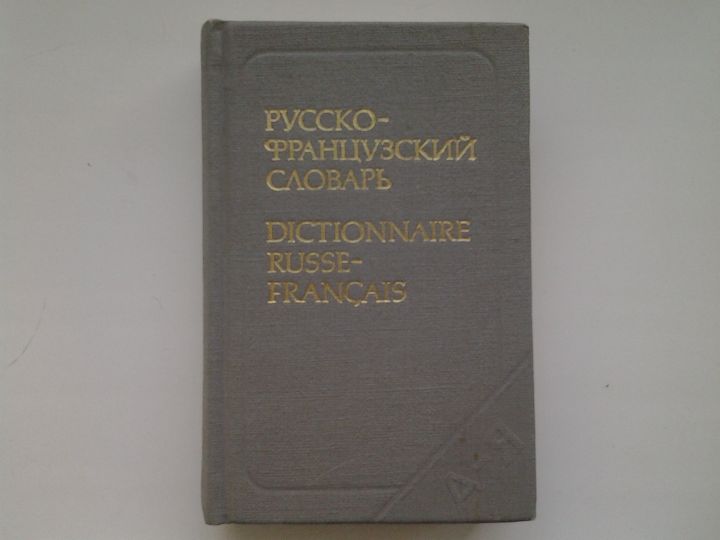 РУССКО-
ФРАНЦУЗСКИЙ
СЛОВАРЬ
DICTIONNAIRE
RUSSE-
FRANÇAIS
А-Я